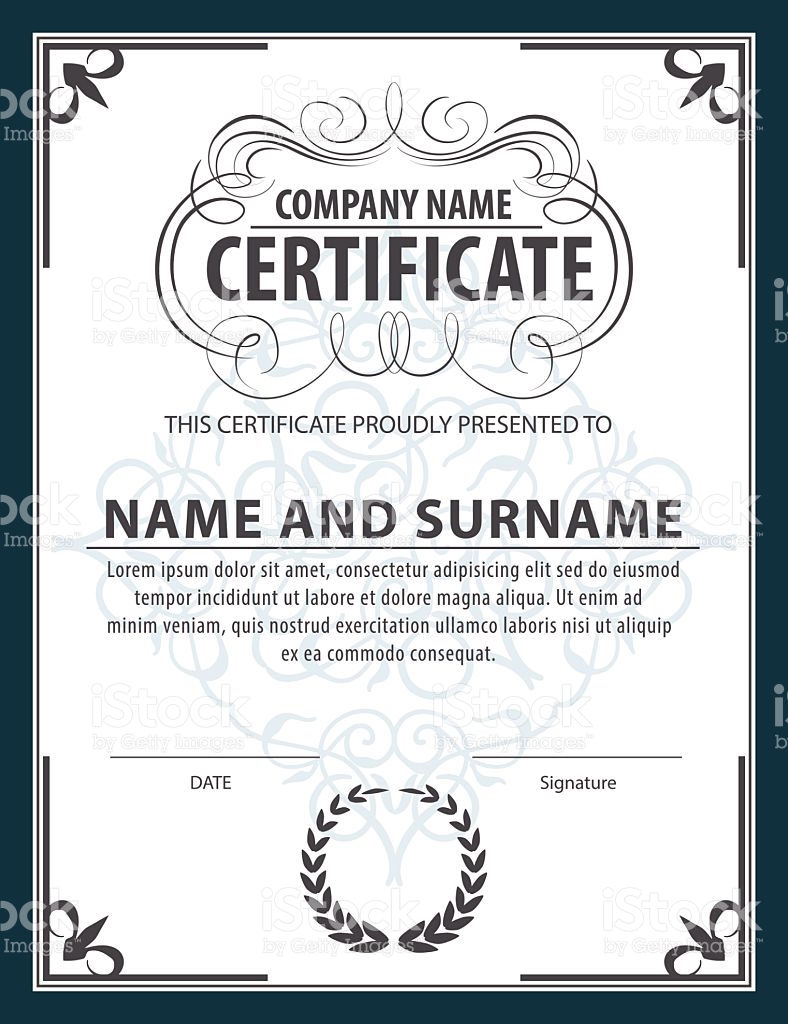 COMPANY NAME
CERTIFICATE
THIS CERTIFICATE PROUDLY PRESENTED TO
NAME AND SURNAME
Lorem ipsum dolor sit amet, consectetur adipisicing elit sed do eiusmod
tempor incididunt ut labore et dolore magna aliqua. Ut enim ad
minim veniam, quis nostrud exercitation ullamco laboris nisi ut aliquip
ex ea commodo consequat.
DATE
Signature
iStock
by Getty Images™